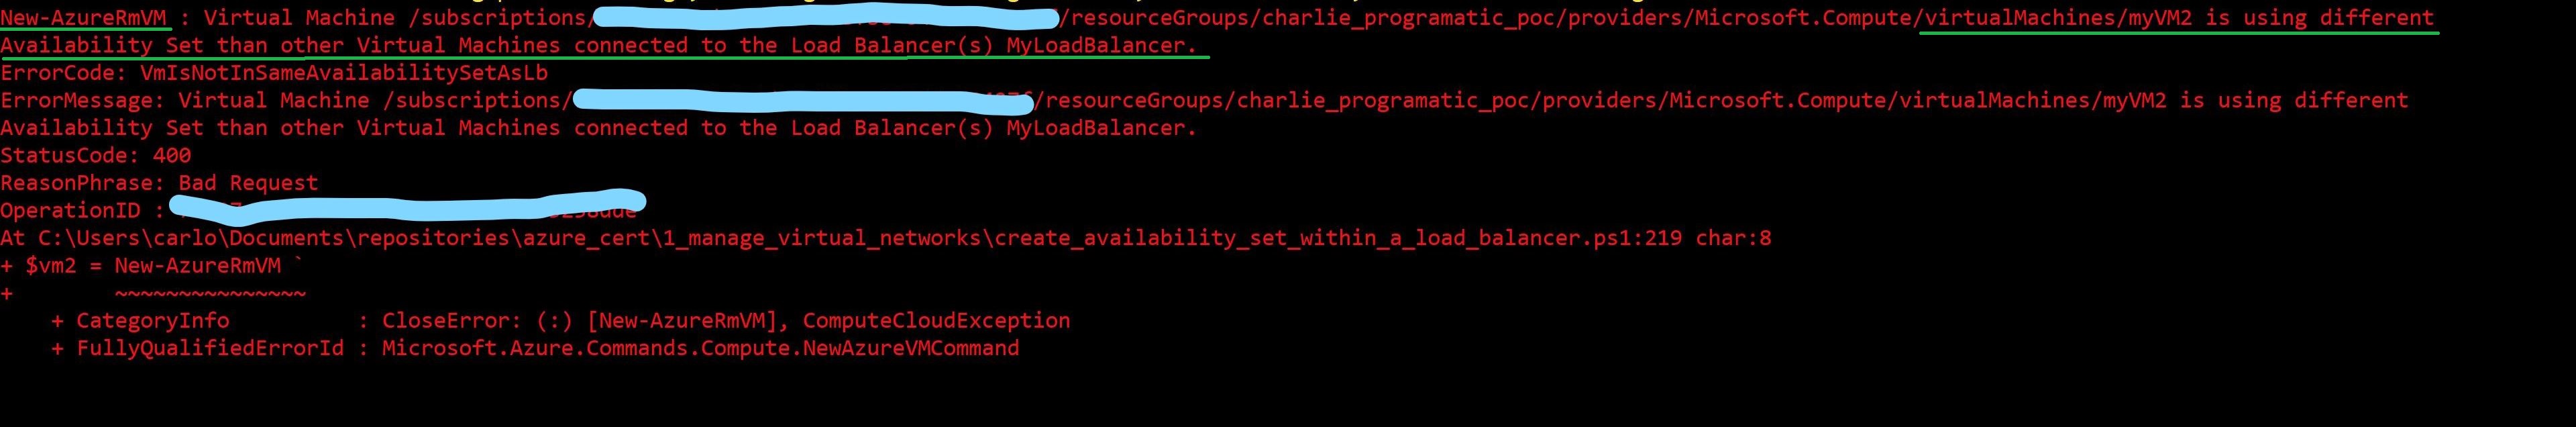 New-AzureRmVM : Virtual Machine /subscriptions/ /resourceGroups/charlie_programatic_poc/providers/Microsoft.Compute/virtualMachines/myVM2 is using different
Availability Set than other Virtual Machines connected to the Load Balancer(s) MyLoadBalancer.
ErrorCode: VmIsNotInSameAvailabilitySetAsLb
ErrorMessage: Virtual Machine /subscriptions/ /resourceGroups/charlie_programatic_poc/providers/Microsoft.Compute/virtualMachines/myVM2 is using different
Availability Set than other Virtual Machines connected to the Load Balancer(s) MyLoadBalancer.
StatusCode: 400
ReasonPhrase: Bad Request
OperationID :
At C:\Users\carlo\Documents\repositories\azure_cert\1_manage_virtual_networks\create_availability_set_within_a_load_balancer.ps1:219 char:8
+ $vm2 = New-AzureRmVM `
+        ~~~~~~~~~~~~~~~
    + CategoryInfo          : CloseError: (:) [New-AzureRmVM], ComputeCloudException
    + FullyQualifiedErrorId : Microsoft.Azure.Commands.Compute.NewAzureVMCommand